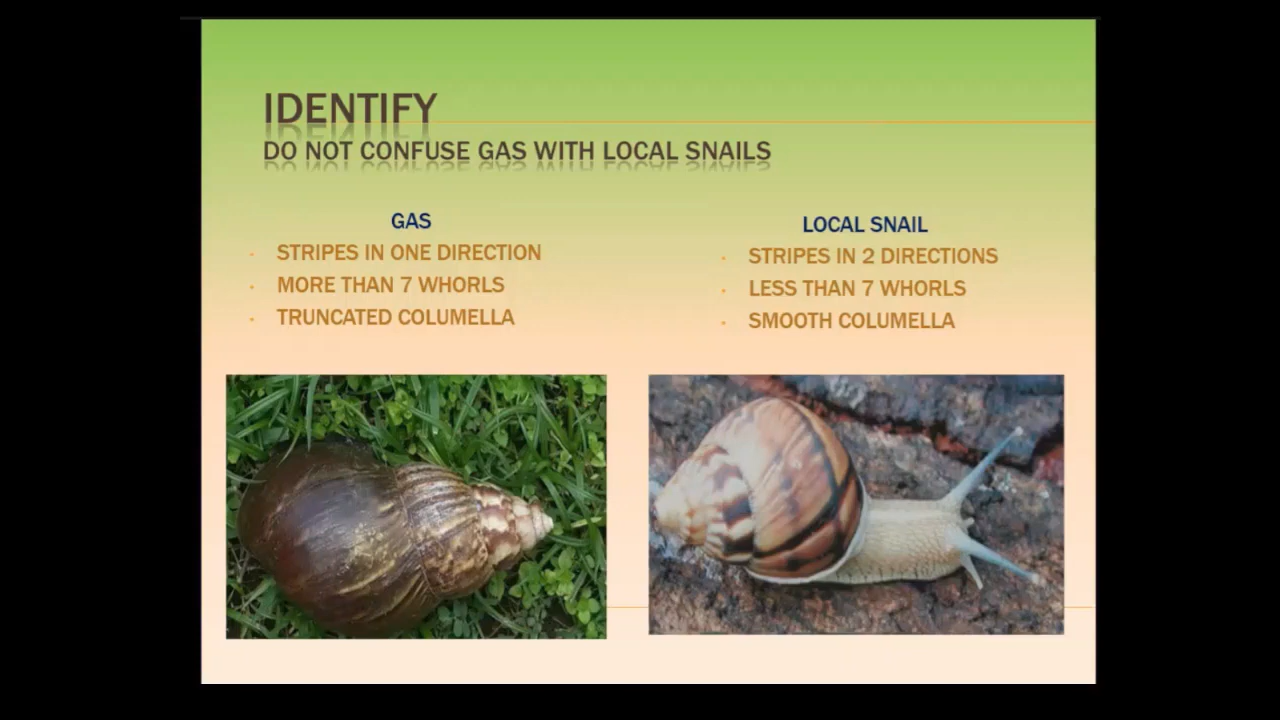 IDENTIFY
DO NOT CONFUSE GAS WITH LOCAL SNAILS
GAS
STRIPES IN ONE DIRECTION
MORE THAN 7 WHORLS
TRUNCATED COLUMELLA
LOCAL SNAIL
STRIPES IN 2 DIRECTIONS
LESS THAN 7 WHORLS
SMOOTH COLUMELLA